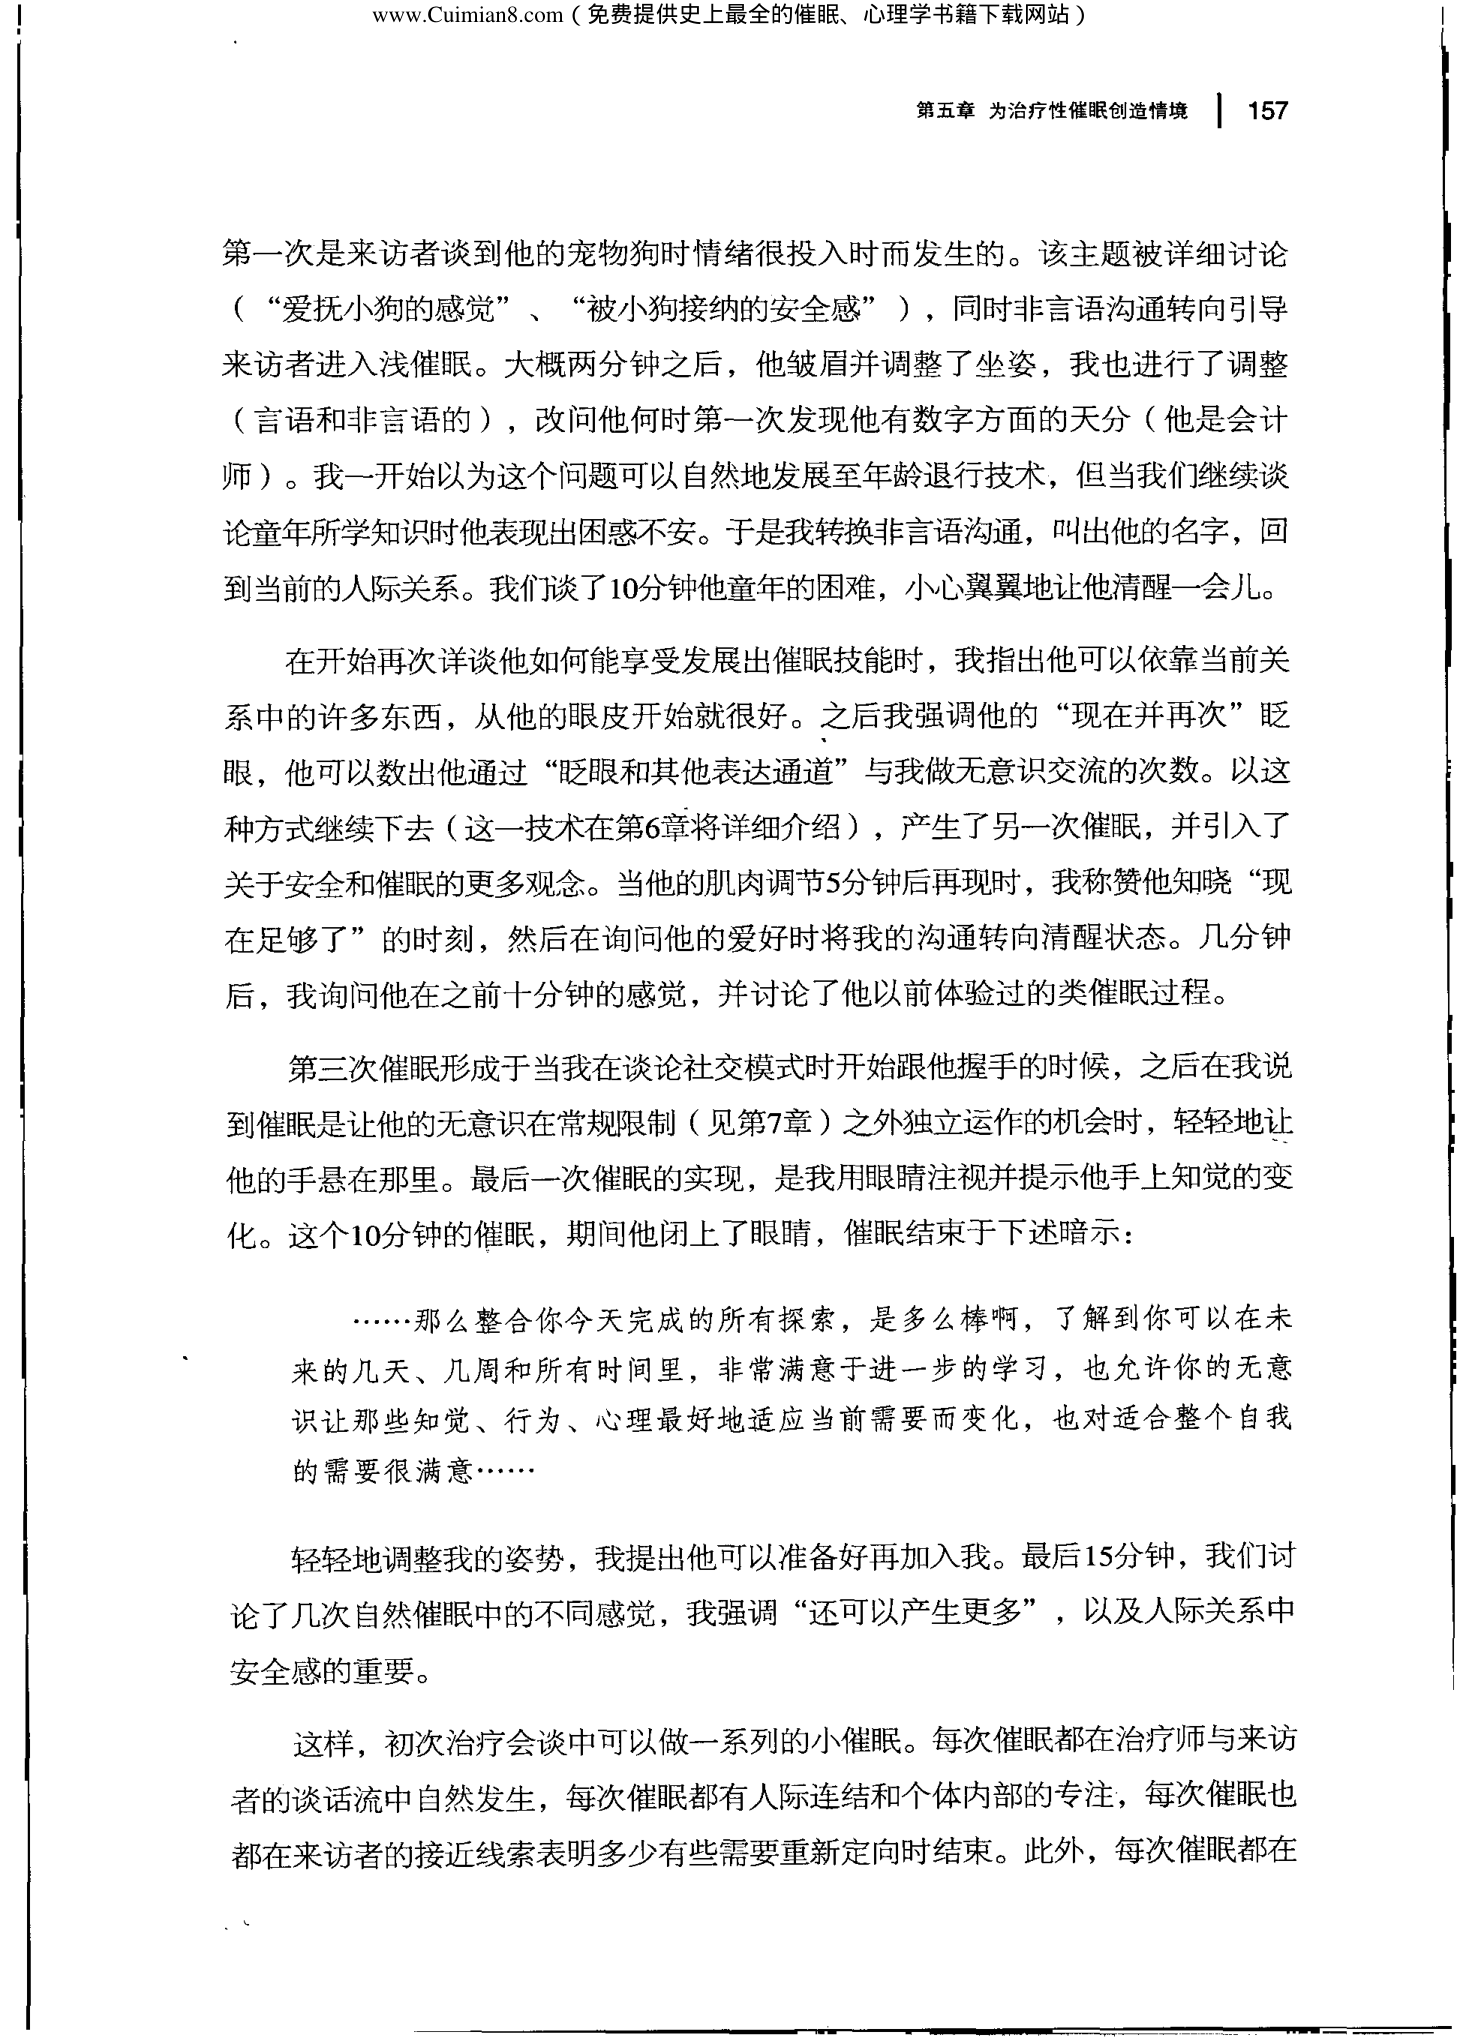 www.Cuimian8.com（免费提供史上最全的催眠、心理学书籍下载网站）
第五章 为治疗性催眠创造情境 157
第一次是来访者谈到他的宠物狗时情绪很投入时而发生的。该主题被详细讨论
（“爱抚小狗的感觉”、“被小狗接纳的安全感”），同时非言语沟通转向引导
来访者进入浅催眠。大概两分钟之后，他皱眉并调整了坐姿，我也进行了调整
（言语和非言语的），改问他何时第一次发现他有数字方面的天分（他是会计
师）。我一开始以为这个问题可以自然地发展至年龄退行技术，但当我们继续谈
论童年所学知识时他表现出困惑不安。于是我转换非言语沟通，叫出他的名字，回
到当前的人际关系。我们谈了10分钟他童年的困难，小心翼翼地让他清醒一会儿。
在开始再次详谈他如何能享受发展出催眠技能时，我指出他可以依靠当前关
系中的许多东西，从他的眼皮开始就很好。之后我强调他的“现在并再次”眨
眼，他可以数出他通过“眨眼和其他表达通道”与我做无意识交流的次数。以这
种方式继续下去（这一技术在第6章将详细介绍），产生了另一次催眠，并引入了
关于安全和催眠的更多观念。当他的肌肉调节5分钟后再现时，我称赞他知晓“现
在足够了”的时刻，然后在询问他的爱好时将我的沟通转向清醒状态。几分钟
后，我询问他在之前十分钟的感觉，并讨论了他以前体验过的类催眠过程。
第三次催眠形成于当我在谈论社交模式时开始跟他握手的时候，之后在我说
到催眠是让他的无意识在常规限制（见第7章）之外独立运作的机会时，轻轻地让
他的手悬在那里。最后一次催眠的实现，是我用眼睛注视并提示他手上知觉的变
化。这个10分钟的催眠，期间他闭上了眼睛，催眠结束于下述暗示：
……那么整合你今天完成的所有探索，是多么棒啊，了解到你可以在未
来的几天、几周和所有时间里，非常满意于进一步的学习，也允许你的无意
识让那些知觉、行为、心理最好地适应当前需要而变化，也对适合整个自我
的需要很满意……
轻轻地调整我的姿势，我提出他可以准备好再加入我。最后15分钟，我们讨
论了几次自然催眠中的不同感觉，我强调“还可以产生更多”，以及人际关系中
安全感的重要。
这样，初次治疗会谈中可以做一系列的小催眠。每次催眠都在治疗师与来访
者的谈话流中自然发生，每次催眠都有人际连结和个体内部的专注，每次催眠也
都在来访者的接近线索表明多少有些需要重新定向时结束。此外，每次催眠都在